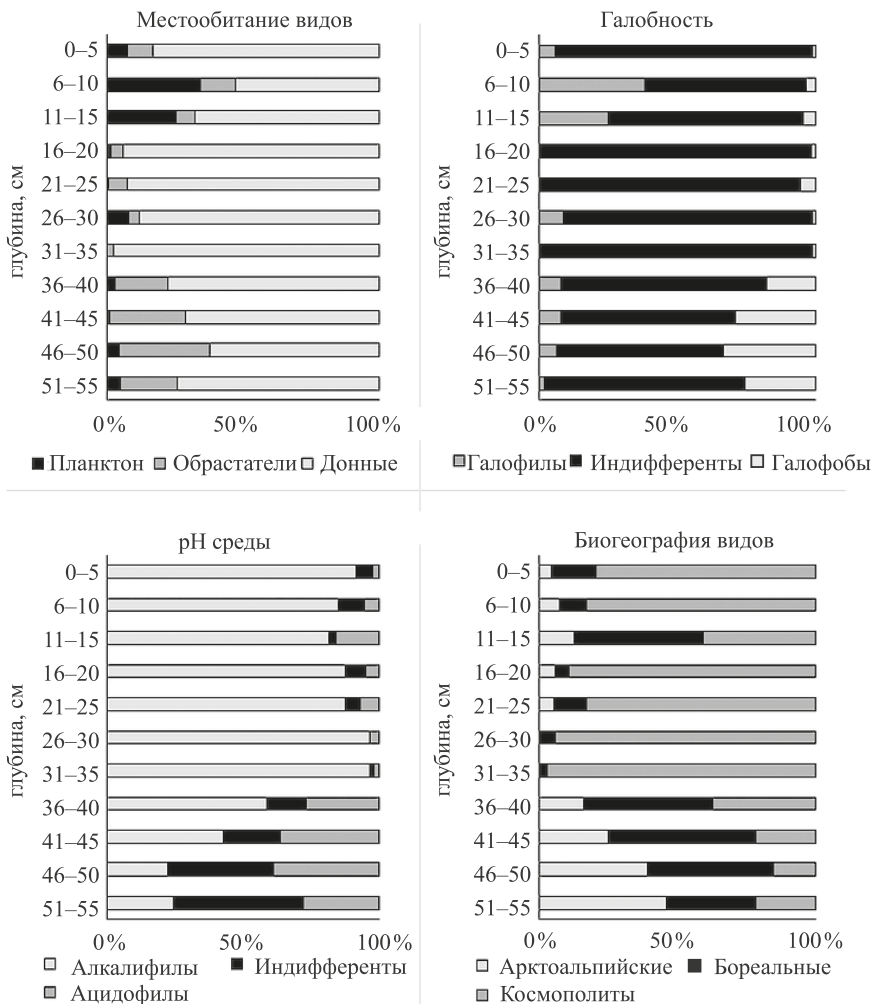 Местообитание видов
глубина, см
0–5
6–10
11–15
16–20
21–25
26–30
31–35
36–40
41–45
46–50
51–55
0% 50% 100%
Планктон Обрастатели Донные
Галобность
глубина, см
0–5
6–10
11–15
16–20
21–25
26–30
31–35
36–40
41–45
46–50
51–55
0% 50% 100%
Галофилы Индифференты Галофобы
pH среды
глубина, см
0–5
6–10
11–15
16–20
21–25
26–30
31–35
36–40
41–45
46–50
51–55
0% 50% 100%
Алкалифилы Индифференты
Ацидофилы
Биогеография видов
глубина, см
0–5
6–10
11–15
16–20
21–25
26–30
31–35
36–40
41–45
46–50
51–55
0% 50% 100%
Арктоальпийские Бореальные
Космополиты